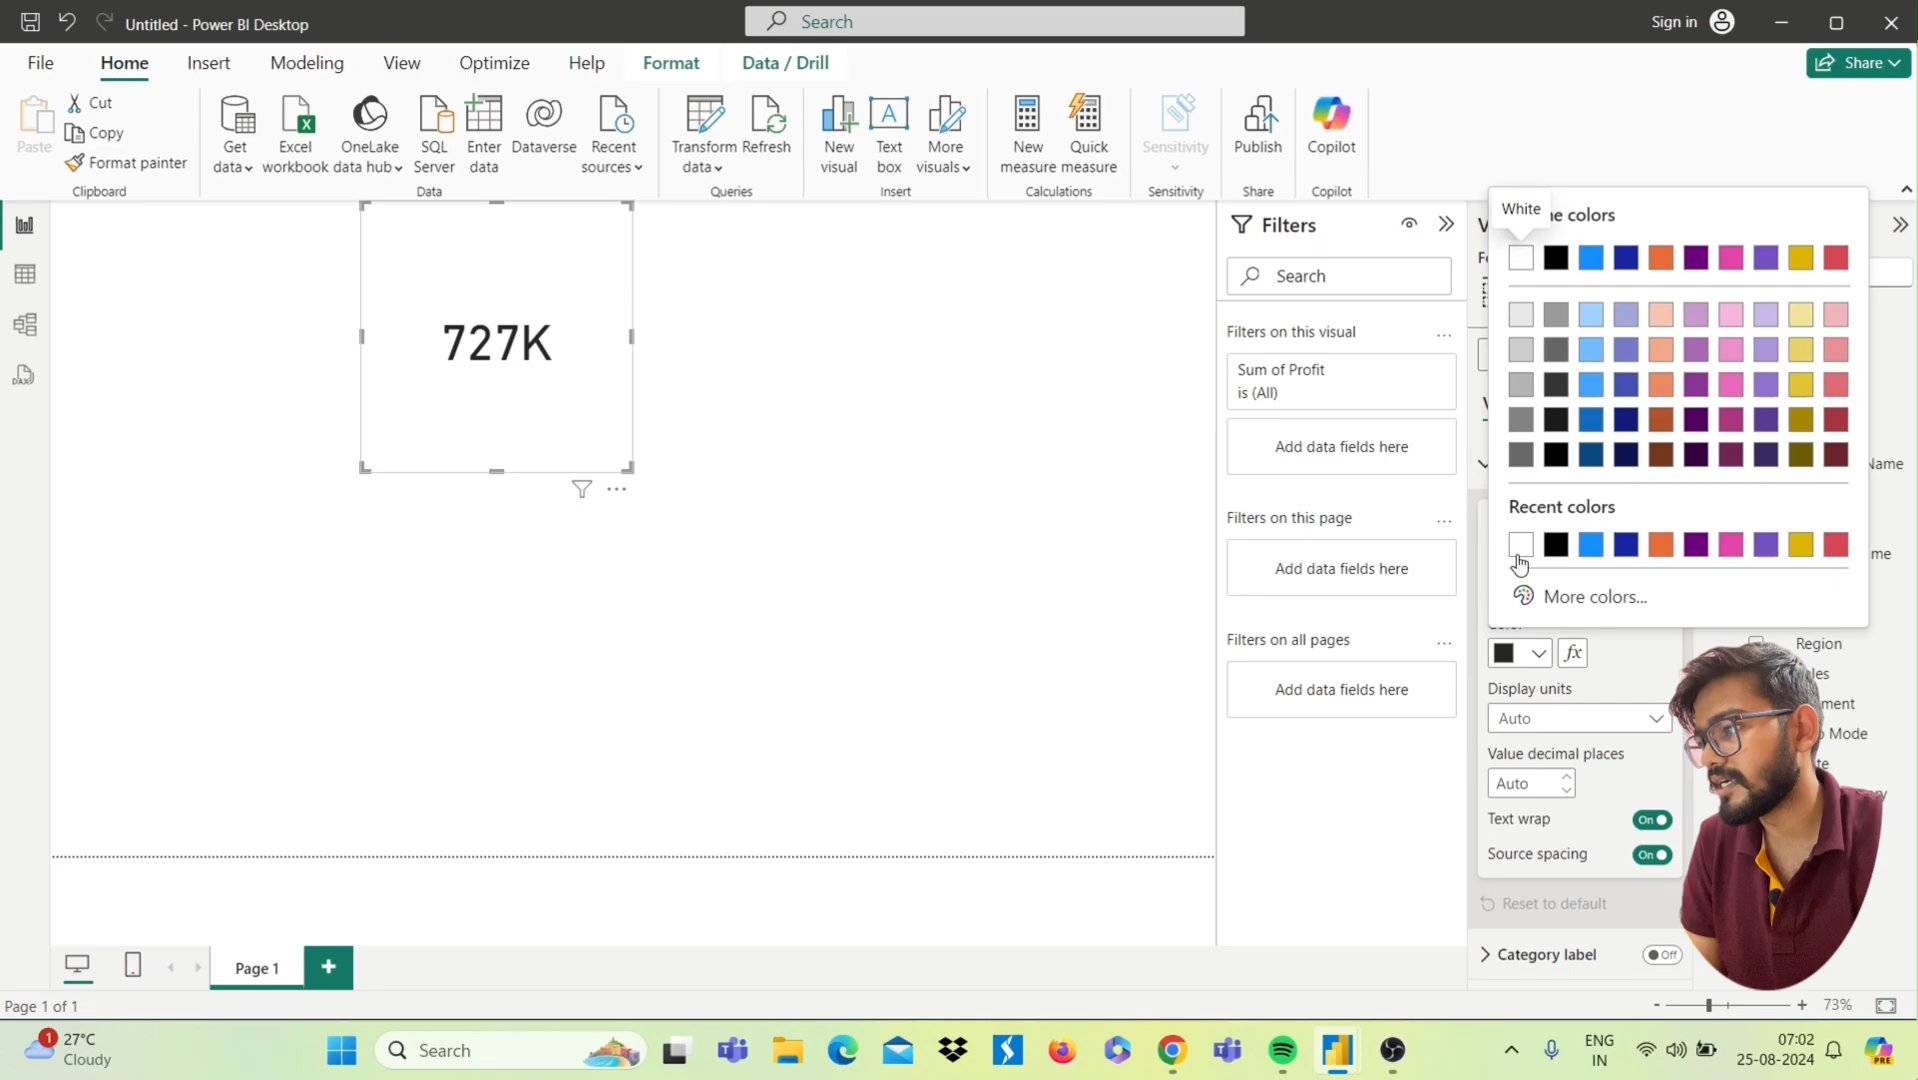 Untitled - Power BI Desktop
Search
Sign in
File
Home
Insert
Modeling
View
Optimize
Help
Format
Data / Drill
Share
Paste
Cut
Copy
Format painter
Clipboard
Get data
Excel workbook
OneLake data hub
SQL Server
Enter data
Dataverse
Recent sources
Data
Transform data
Refresh
Queries
New visual
Text box
More visuals
Insert
New measure
Quick measure
Calculations
Sensitivity
Sensitivity
Publish
Share
Copilot
Copilot
DAX
727K
Filters
Search
Filters on this visual
...
Sum of Profit
is (All)
Add data fields here
Filters on this page
...
Add data fields here
Filters on all pages
...
Add data fields here
White
Recent colors
More colors...
fx
Display units
Auto
Value decimal places
Auto
Text wrap
On
Source spacing
On
Reset to default
Category label
Off
Region
Name
Mode
Page 1
+
Page 1 of 1
- + 73%
1
27°C
Cloudy
Search
ENG
IN
07:02
25-08-2024
PRE